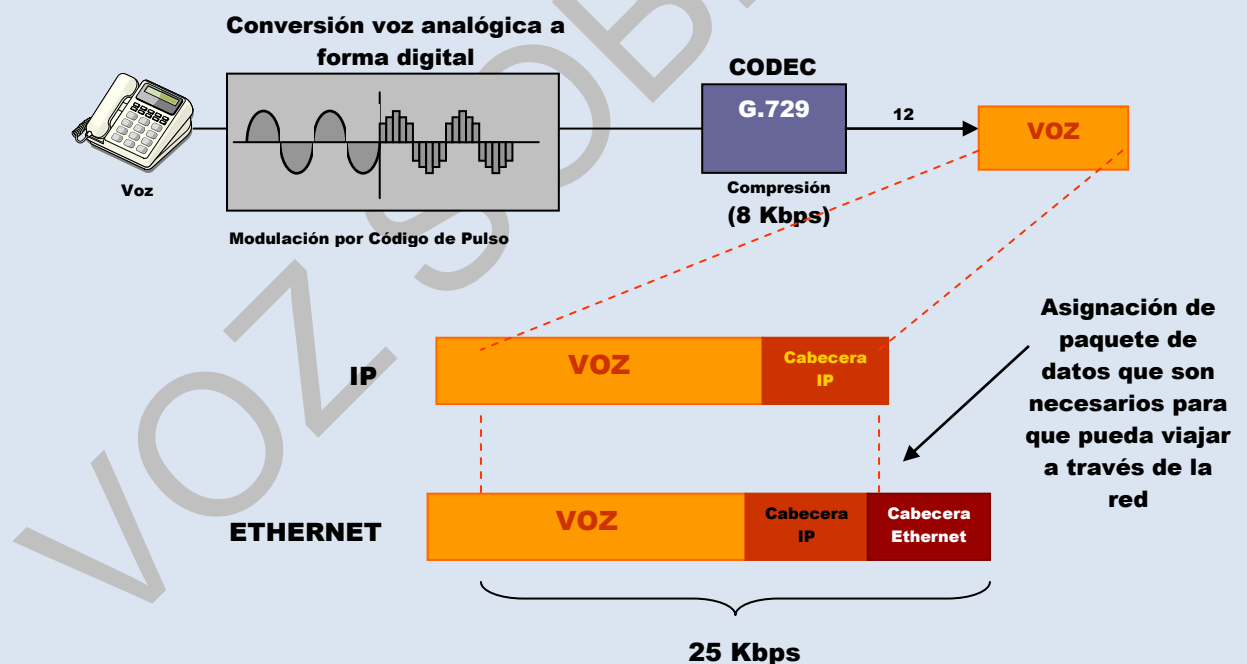 Conversión voz analógica a
forma digital
CODEC
G.729
12
VOZ
Voz
Compresión
(8 Kbps)
Modulación por Código de Pulso
Asignación de
paquete de
datos que son
necesarios para
que pueda viajar
a través de la
red
IP
VOZ
Cabecera
IP
ETHERNET
VOZ
Cabecera
IP
Cabecera
Ethernet
25 Kbps
VOZ SOB